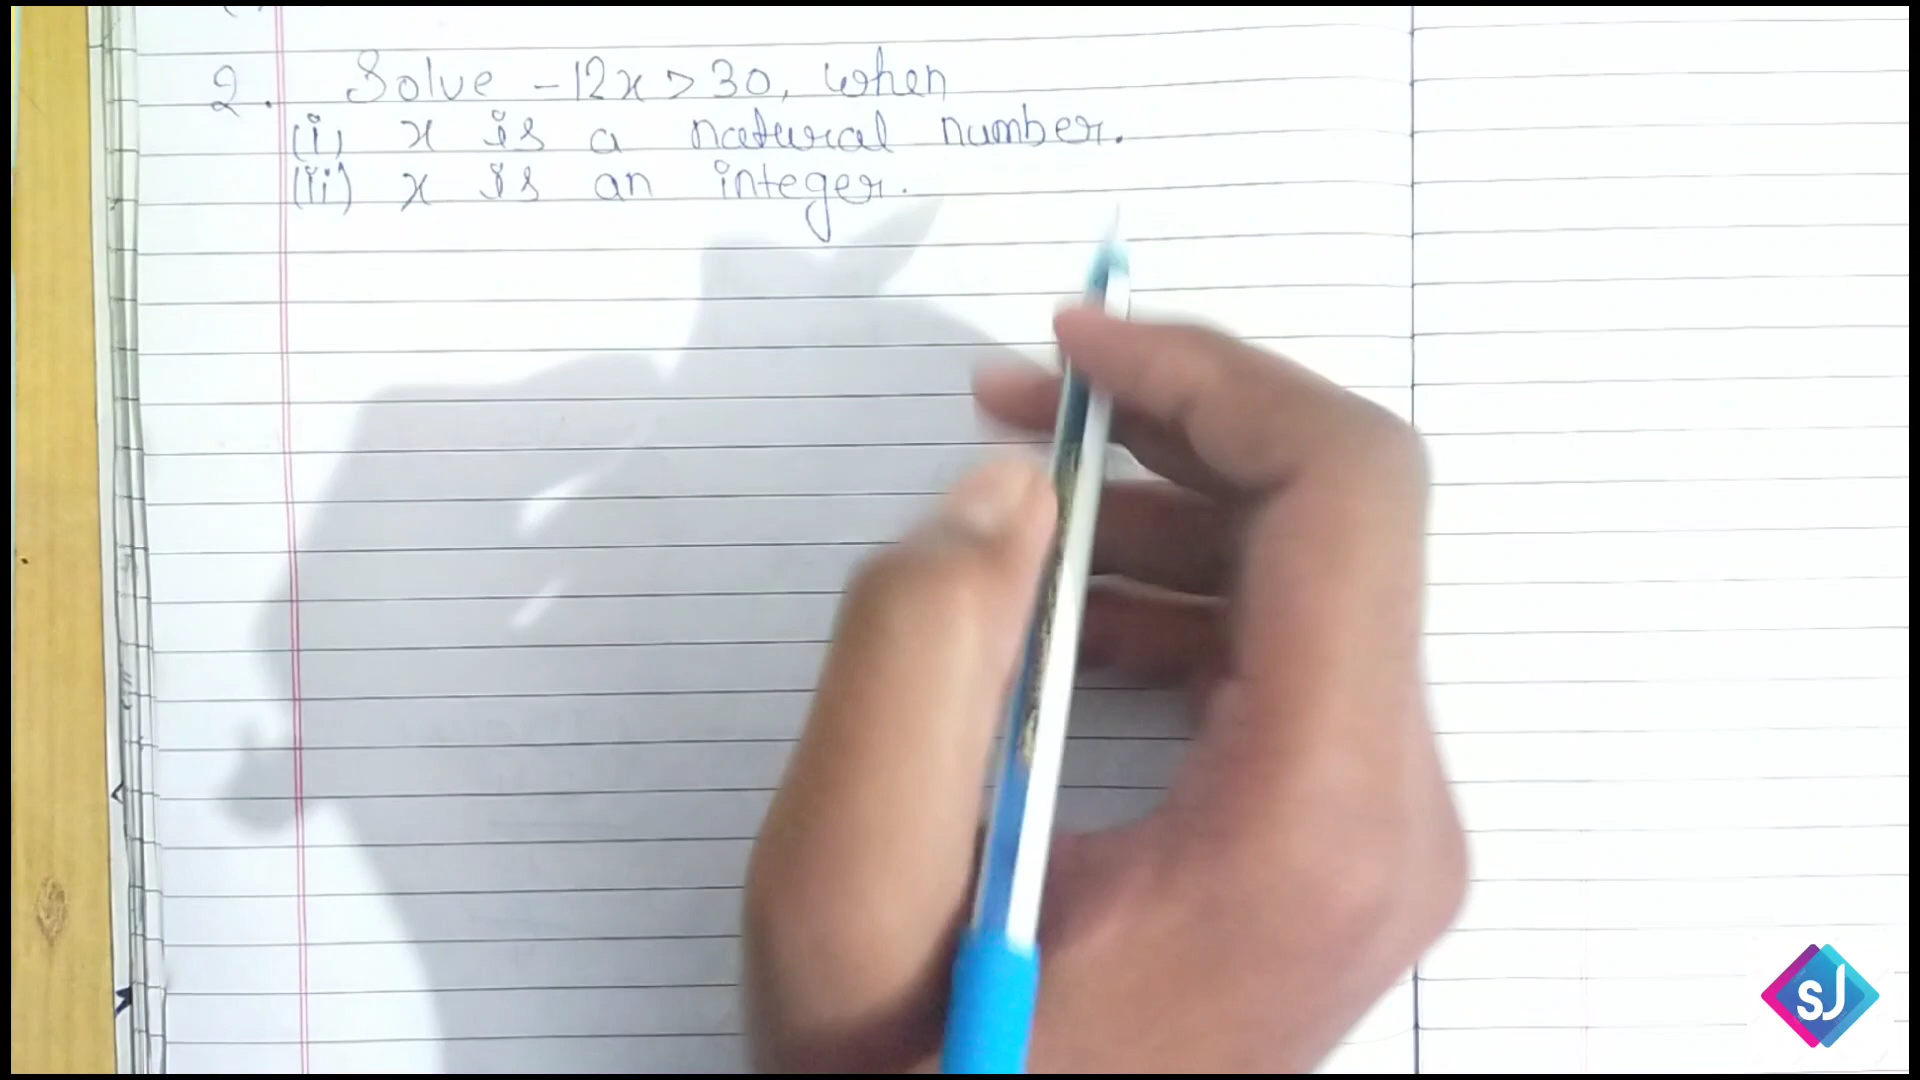 2. Solve -12x > 30, when
(i) x is a natural number.
(ii) x is an integer.
SJ